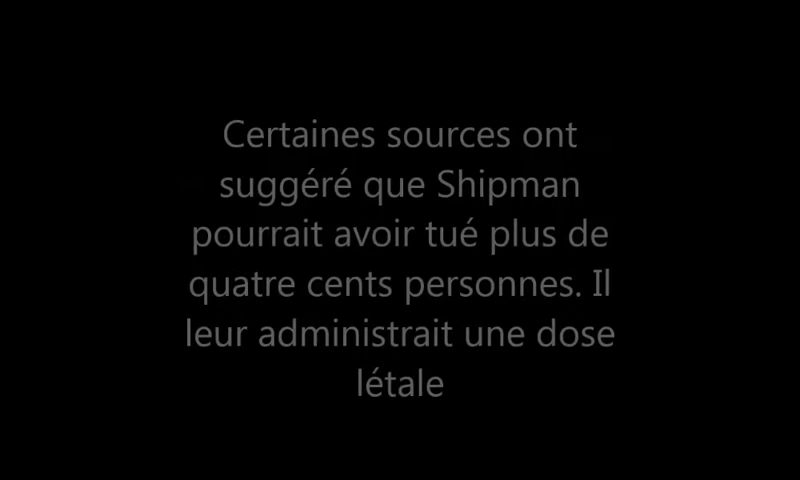 Certaines sources ont
suggéré que Shipman
pourrait avoir tué plus de
quatre cents personnes. Il
leur administrait une dose
létale